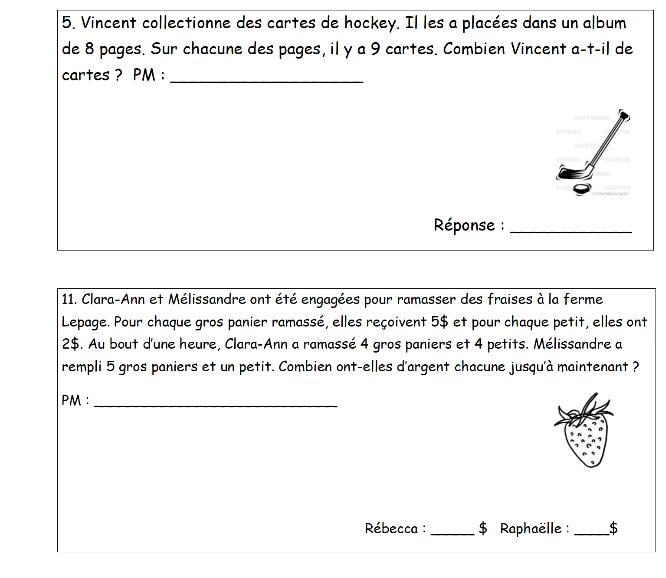 5. Vincent collectionne des cartes de hockey. Il les a placées dans un album
de 8 pages. Sur chacune des pages, il y a 9 cartes. Combien Vincent a-t-il de
cartes ? PM : ____________________
Réponse : ______________
11. Clara-Ann et Mélissandre ont été engagées pour ramasser des fraises à la ferme
Lepage. Pour chaque gros panier ramassé, elles reçoivent 5$ et pour chaque petit, elles ont
2$. Au bout d'une heure, Clara-Ann a ramassé 4 gros paniers et 4 petits. Mélissandre a
rempli 5 gros paniers et un petit. Combien ont-elles d'argent chacune jusqu'à maintenant ?
PM : ____________________________
Rébecca : _____ $ Raphaëlle : ____$